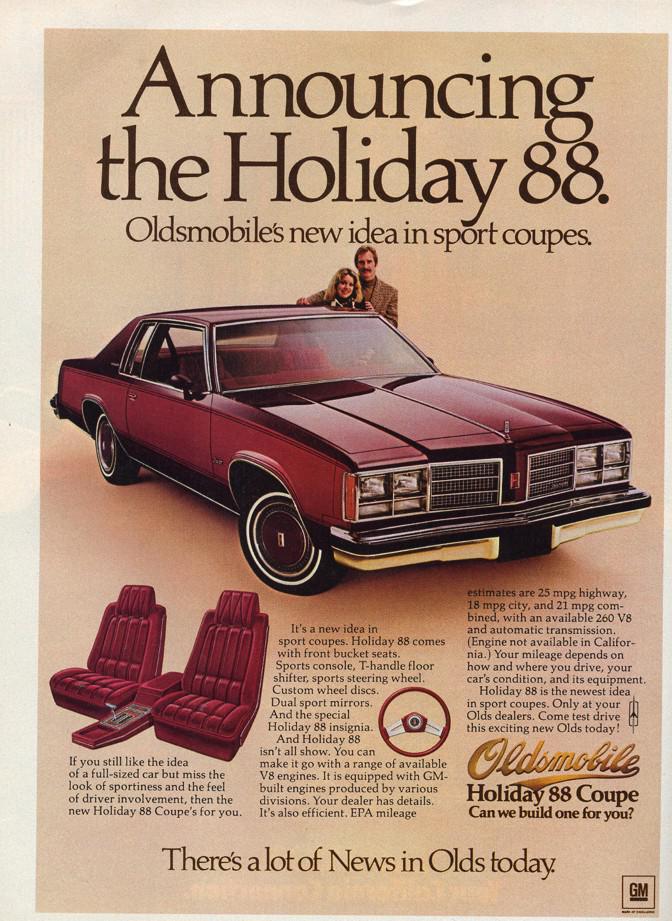 Announcing
the Holiday 88.
Oldsmobile's new idea in sport coupes.
If you still like the idea
of a full-sized car but miss the
look of sportiness and the feel
of driver involvement, then the
new Holiday 88 Coupe's for you.
It's a new idea in
sport coupes. Holiday 88 comes
with front bucket seats.
Sports console, T-handle floor
shifter, sports steering wheel.
Custom wheel discs.
Dual sport mirrors.
And the special
Holiday 88 insignia.
And Holiday 88
isn't all show. You can
make it go with a range of available
V8 engines. It is equipped with GM-
built engines produced by various
divisions. Your dealer has details.
It's also efficient. EPA mileage
estimates are 25 mpg highway,
18 mpg city, and 21 mpg com-
bined, with an available 260 V8
and automatic transmission.
(Engine not available in Califor-
nia.) Your mileage depends on
how and where you drive, your
car's condition, and its equipment.
Holiday 88 is the newest idea
in sport coupes. Only at your
Olds dealers. Come test drive
this exciting new Olds today!
Oldsmobile
Holiday 88 Coupe
Can we build one for you?
There's a lot of News in Olds today.
GM
MARK OF EXCELLENCE